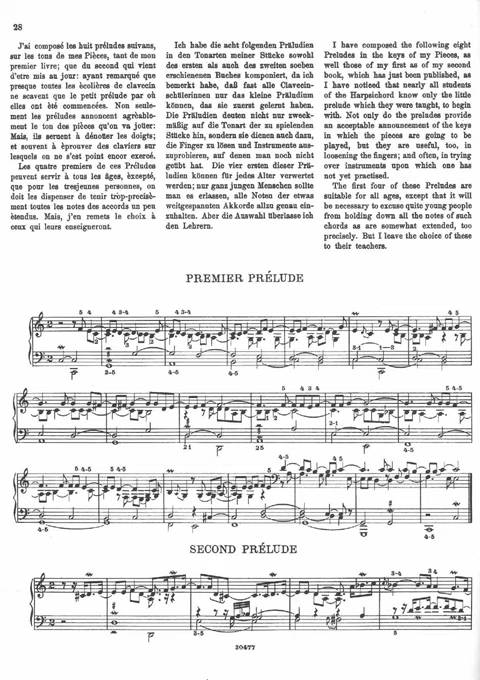 28
J'ai composé les huit préludes suivans,
sur les tons de mes Pièces, tant de mon
premier livre; que du second qui vient
d'etre mis au jour: ayant remarqué que
presque toutes les ècolières de clavecin
ne scavent que le petit prélude par où
elles ont été commencées. Non seule-
ment les préludes annoncent agrèable-
ment le ton des pièces qu'on va joüer:
Mais, ils servent à dénotter les doigts;
et souvent à èprouver des claviers sur
lesquels on ne s'est point encor exercé.
Les quatre premiers de ces Préludes
peuvent servir à tous les âges, èxcepté,
que pour les tresjeunes personnes, on
doit les dispenser de tenir tròp-precisè-
ment toutes les notes des accords un peu
ètendus. Mais, j'en remets le choix à
ceux qui leurs enseigneront.
Ich habe die acht folgenden Präludien
in den Tonarten meiner Stücke sowohl
des ersten als auch des zweiten soeben
erschienenen Buches komponiert, da ich
bemerkt habe, daß fast alle Clavecin-
schülerinnen nur das kleine Präludium
können, das sie zuerst gelernt haben.
Die Präludien deuten nicht nur zweck-
mäßig auf die Tonart der zu spielenden
Stücke hin, sondern sie dienen auch dazu,
die Finger zu lösen und Instrumente aus-
zuprobieren, auf denen man noch nicht
geübt hat. Die vier ersten dieser Prä-
ludien können für jedes Alter verwertet
werden; nur ganz jungen Menschen sollte
man es erlassen, alle Noten der etwas
weitgespannten Akkorde allzu genau ein-
zuhalten. Aber die Auswahl überlasse ich
den Lehrern.
I have composed the following eight
Preludes in the keys of my Pieces, as
well those of my first as of my second
book, which has just been published, as
I have noticed that nearly all students
of the Harpsichord know only the little
prelude which they were taught, to begin
with. Not only do the preludes provide
an acceptable announcement of the keys
in which the pieces are going to be
played, but they are useful, too, in
loosening the fingers; and often, in trying
over instruments upon which one has
not yet practised.
The first four of these Preludes are
suitable for all ages, except that it will
be necessary to excuse quite young people
from holding down all the notes of such
chords as are somewhat extended, too
precisely. But I leave the choice of these
to their teachers.
PREMIER PRÉLUDE
SECOND PRÉLUDE
30477